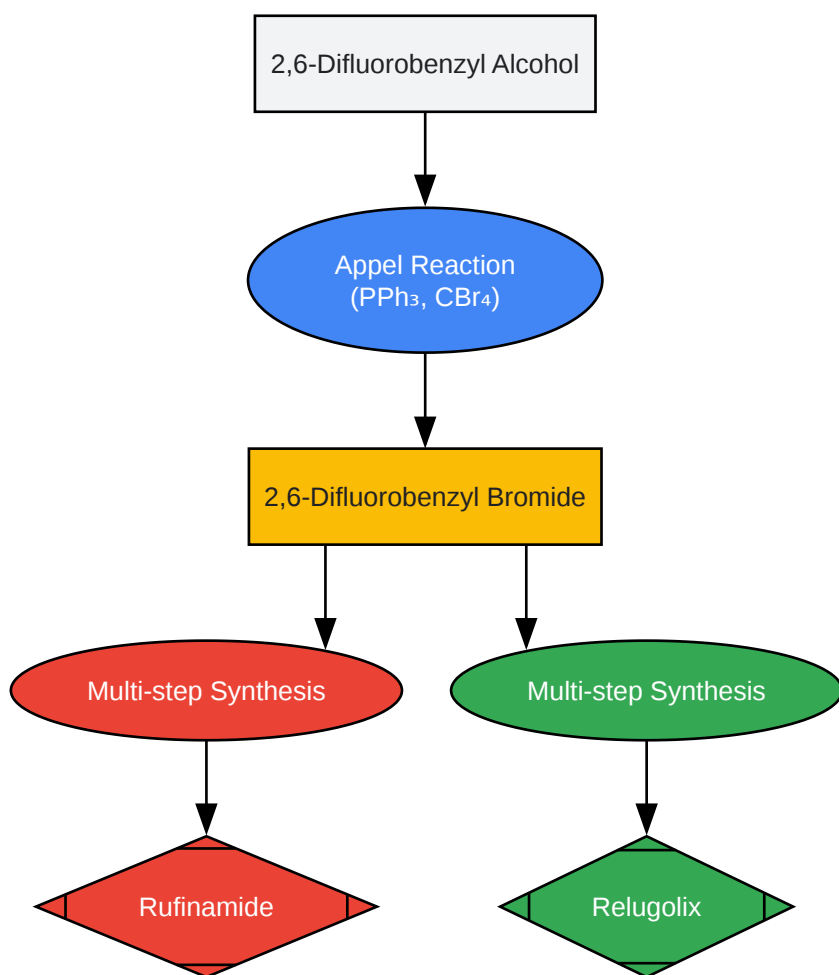 2,6-Difluorobenzyl Alcohol
Appel Reaction
(PPh₃, CBr₄)
2,6-Difluorobenzyl Bromide
Multi-step Synthesis
Multi-step Synthesis
Rufinamide
Relugolix